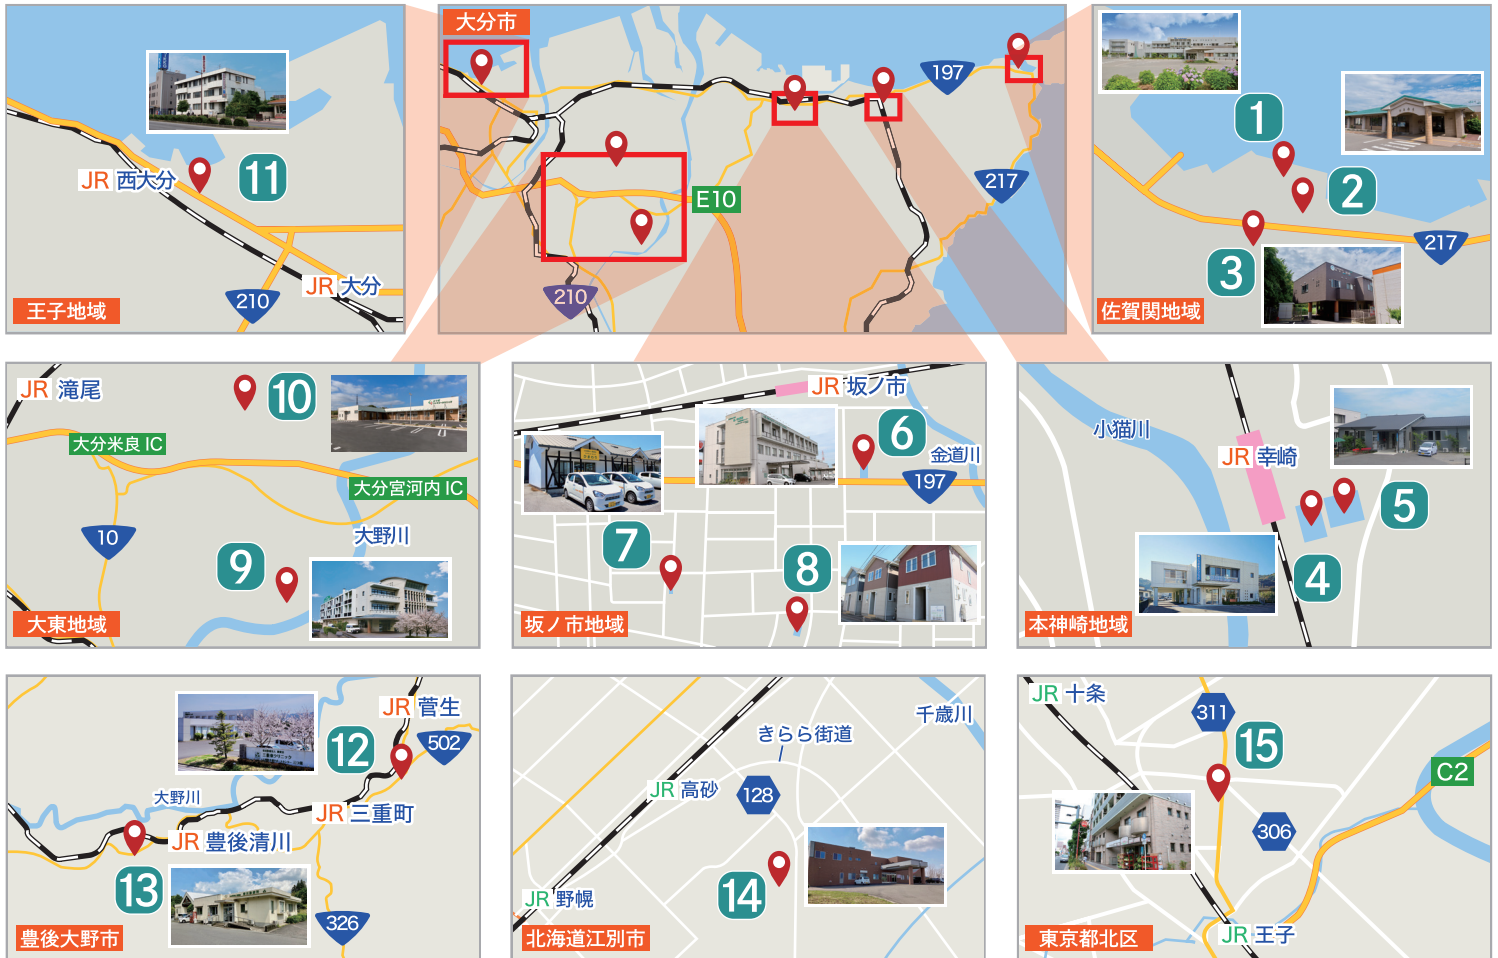 JR 西大分
11
JR 大分
210
王子地域
大分市
197
217
E10
210
1
2
3
217
佐賀関地域
JR 滝尾
10
大分米良 IC
大分宮河内 IC
10
大野川
9
大東地域
JR 坂ノ市
6
金道川
197
7
8
坂ノ市地域
小猫川
JR 幸崎
5
4
本神崎地域
JR 菅生
12
502
大野川
JR 三重町
JR 豊後清川
13
326
豊後大野市
千歳川
きらら街道
JR 高砂
128
14
JR 野幌
北海道江別市
JR 十条
311
15
C2
306
JR 王子
東京都北区